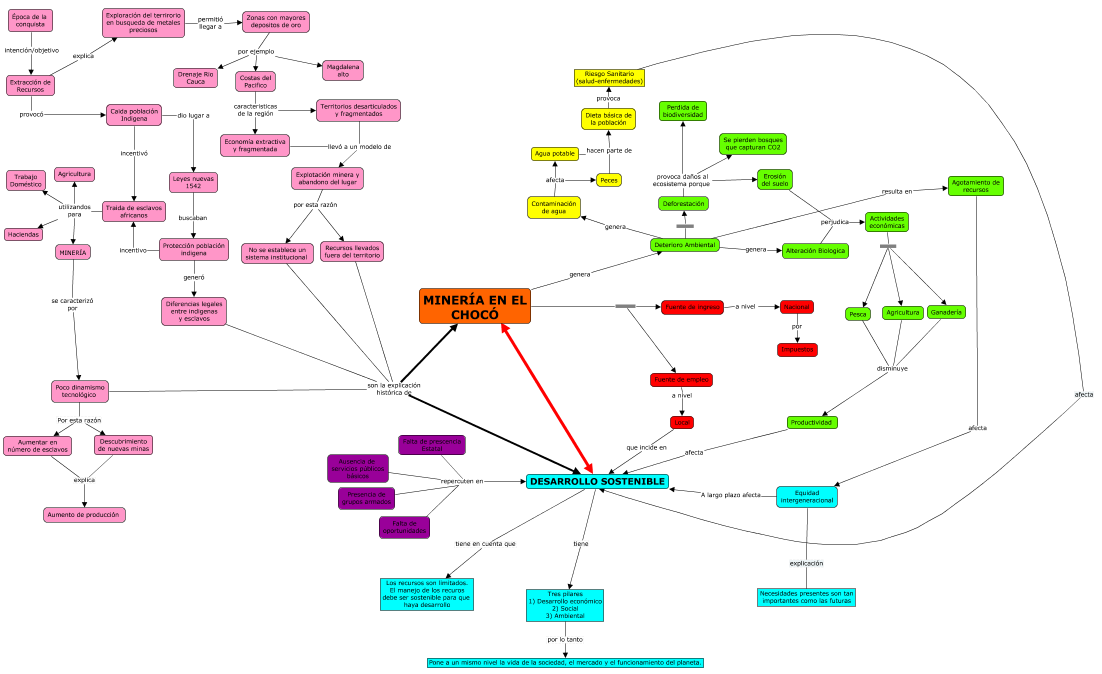 Época de la
conquista
intención/objetivo
Extracción de
Recursos
explica
Exploración del terrirorio
en busqueda de metales
preciosos
permitió
llegar a
Zonas con mayores
depositos de oro
por ejemplo
Drenaje Río
Cauca
Costas del
Pacifico
Magdalena
alto
caracteristicas
de la región
Territorios desarticulados
y fragmentados
Economía extractiva
y fragmentada
llevó a un modelo de
Explotación minera y
abandono del lugar
por esta razón
No se establece un
sistema institucional
Recursos llevados
fuera del territorio
provocó
Caida población
Indigena
dio lugar a
incentivó
Leyes nuevas
1542
buscaban
Trabajo
Doméstico
Agricultura
utilizandos
para
Traida de esclavos
africanos
Haciendas
MINERÍA
incentivo
Protección población
indigena
generó
Diferencias legales
entre indigenas
y esclavos
se caracterizó
por
Poco dinamismo
tecnológico
Por esta razón
Aumentar en
número de esclavos
Descubrimiento
de nuevas minas
explica
Aumento de producción
son la explicación
histórica de
MINERÍA EN EL
CHOCÓ
genera
Deterioro Ambiental
genera
Contaminación
de agua
afecta
Agua potable
Peces
hacen parte de
Dieta básica de
la población
provoca
Riesgo Sanitario
(salud-enfermedades)
afecta
Deforestación
provoca daños al
ecosistema porque
Perdida de
biodiversidad
Se pierden bosques
que capturan CO2
Erosión
del suelo
genera
Alteración Biologica
perjudica
Actividades
económicas
resulta en
Agotamiento de
recursos
afecta
Pesca
Agricultura
Ganadería
disminuye
Productividad
afecta
Fuente de ingreso
a nivel
Nacional
por
Impuestos
Fuente de empleo
a nivel
Local
que incide en
Falta de prescencia
Estatal
Ausencia de
servicios públicos
básicos
Presencia de
grupos armados
Falta de
oportunidades
repercuten en
DESARROLLO SOSTENIBLE
A largo plazo afecta
Equidad
intergeneracional
explicación
Necesidades presentes son tan
importantes como las futuras
tiene en cuenta que
Los recursos son limitados.
El manejo de los recuros
debe ser sostenible para que
haya desarrollo
tiene
Tres pilares
1) Desarrollo económico
2) Social
3) Ambiental
por lo tanto
Pone a un mismo nivel la vida de la sociedad, el mercado y el funcionamiento del planeta.